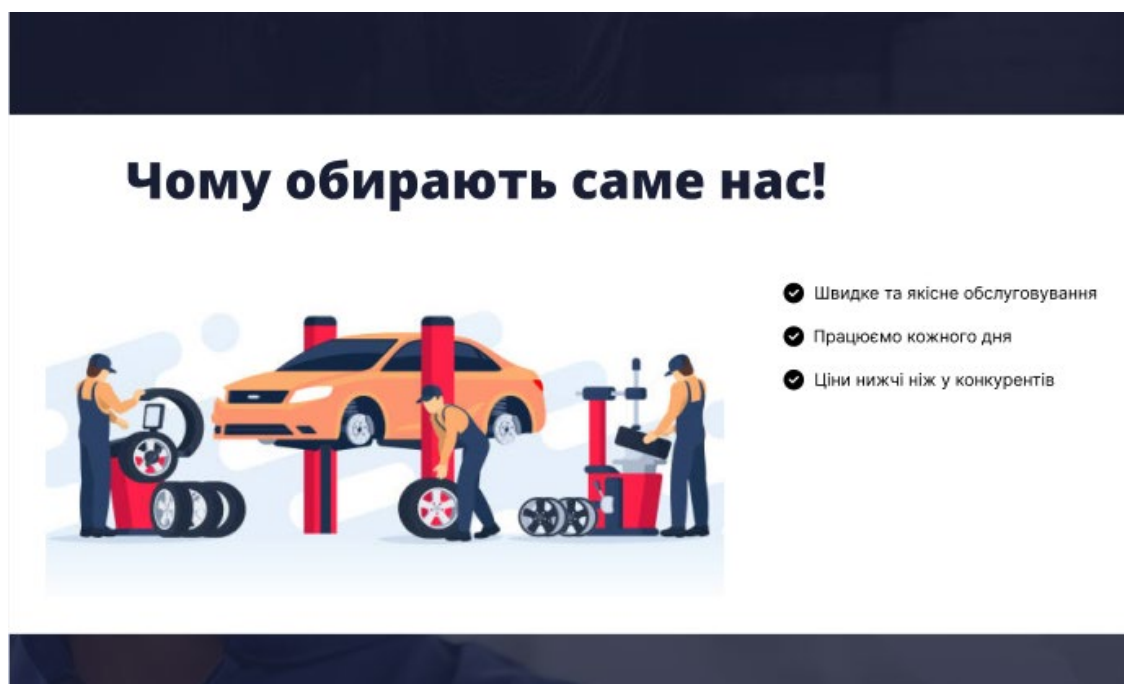 Чому обирають саме нас!
Швидке та якісне обслуговування
Працюємо кожного дня
Ціни нижчі ніж у конкурентів